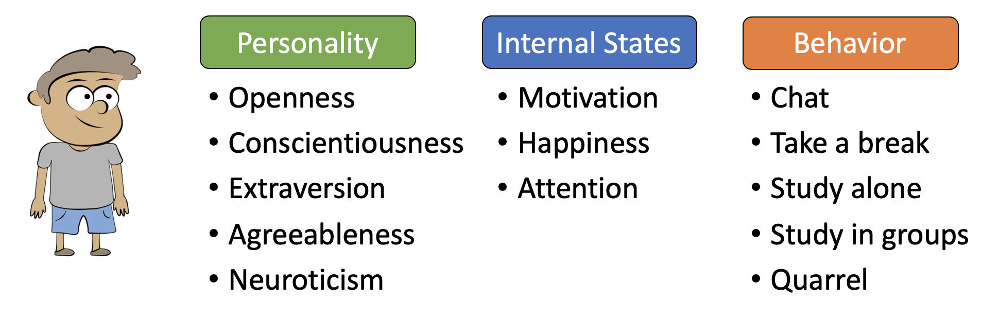 Personality
• Openness
• Conscientiousness
• Extraversion
• Agreeableness
• Neuroticism
Internal States
• Motivation
• Happiness
• Attention
Behavior
• Chat
• Take a break
• Study alone
• Study in groups
• Quarrel